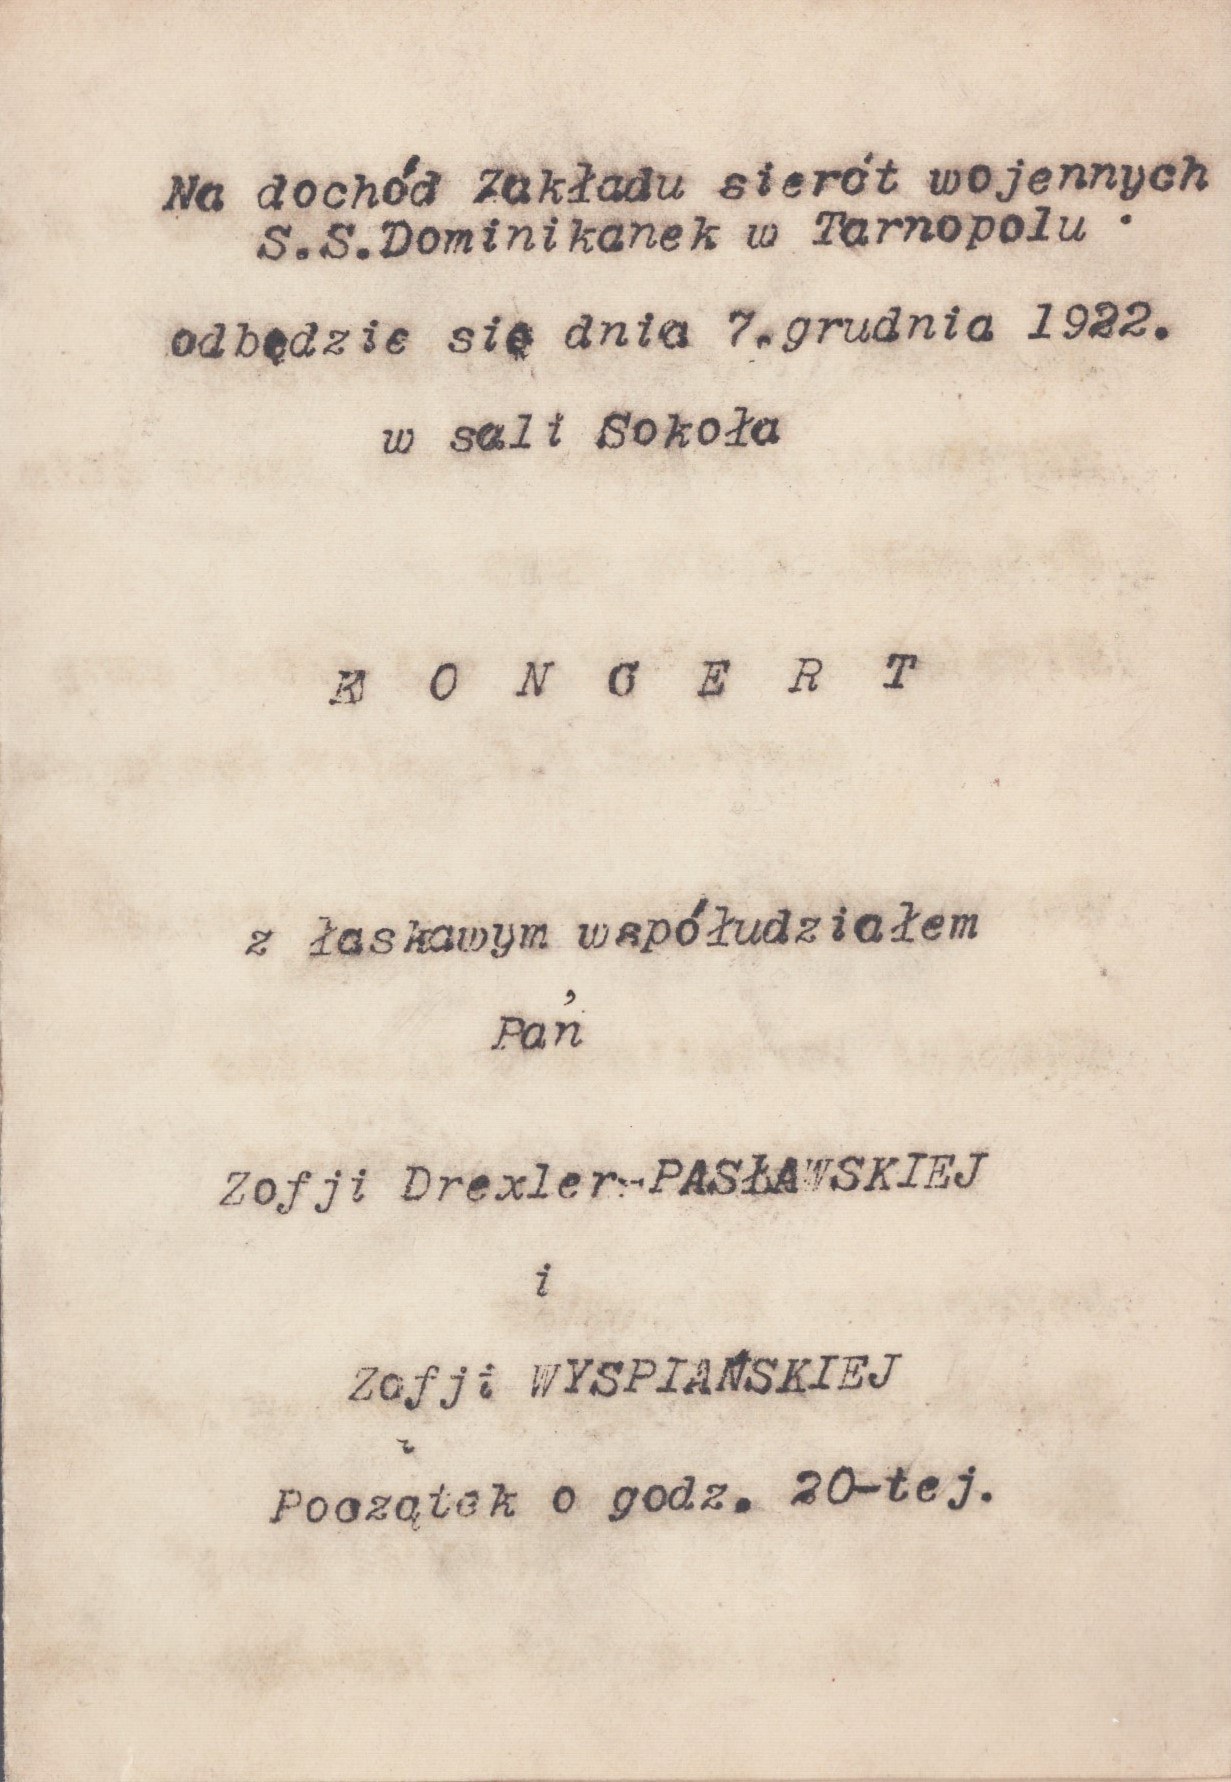 Na dochód Zakładu sierót wojennych
S.S.Dominikanek w Tarnopolu
odbędzie się dnia 7.grudnia 1922.
w sali Sokoła
K O N C E R T
z łaskawym współudziałem
Pań
Zofji Drexler-PASŁAWSKIEJ
i
Zofji WYSPIAŃSKIEJ
Początek o godz. 20-tej.